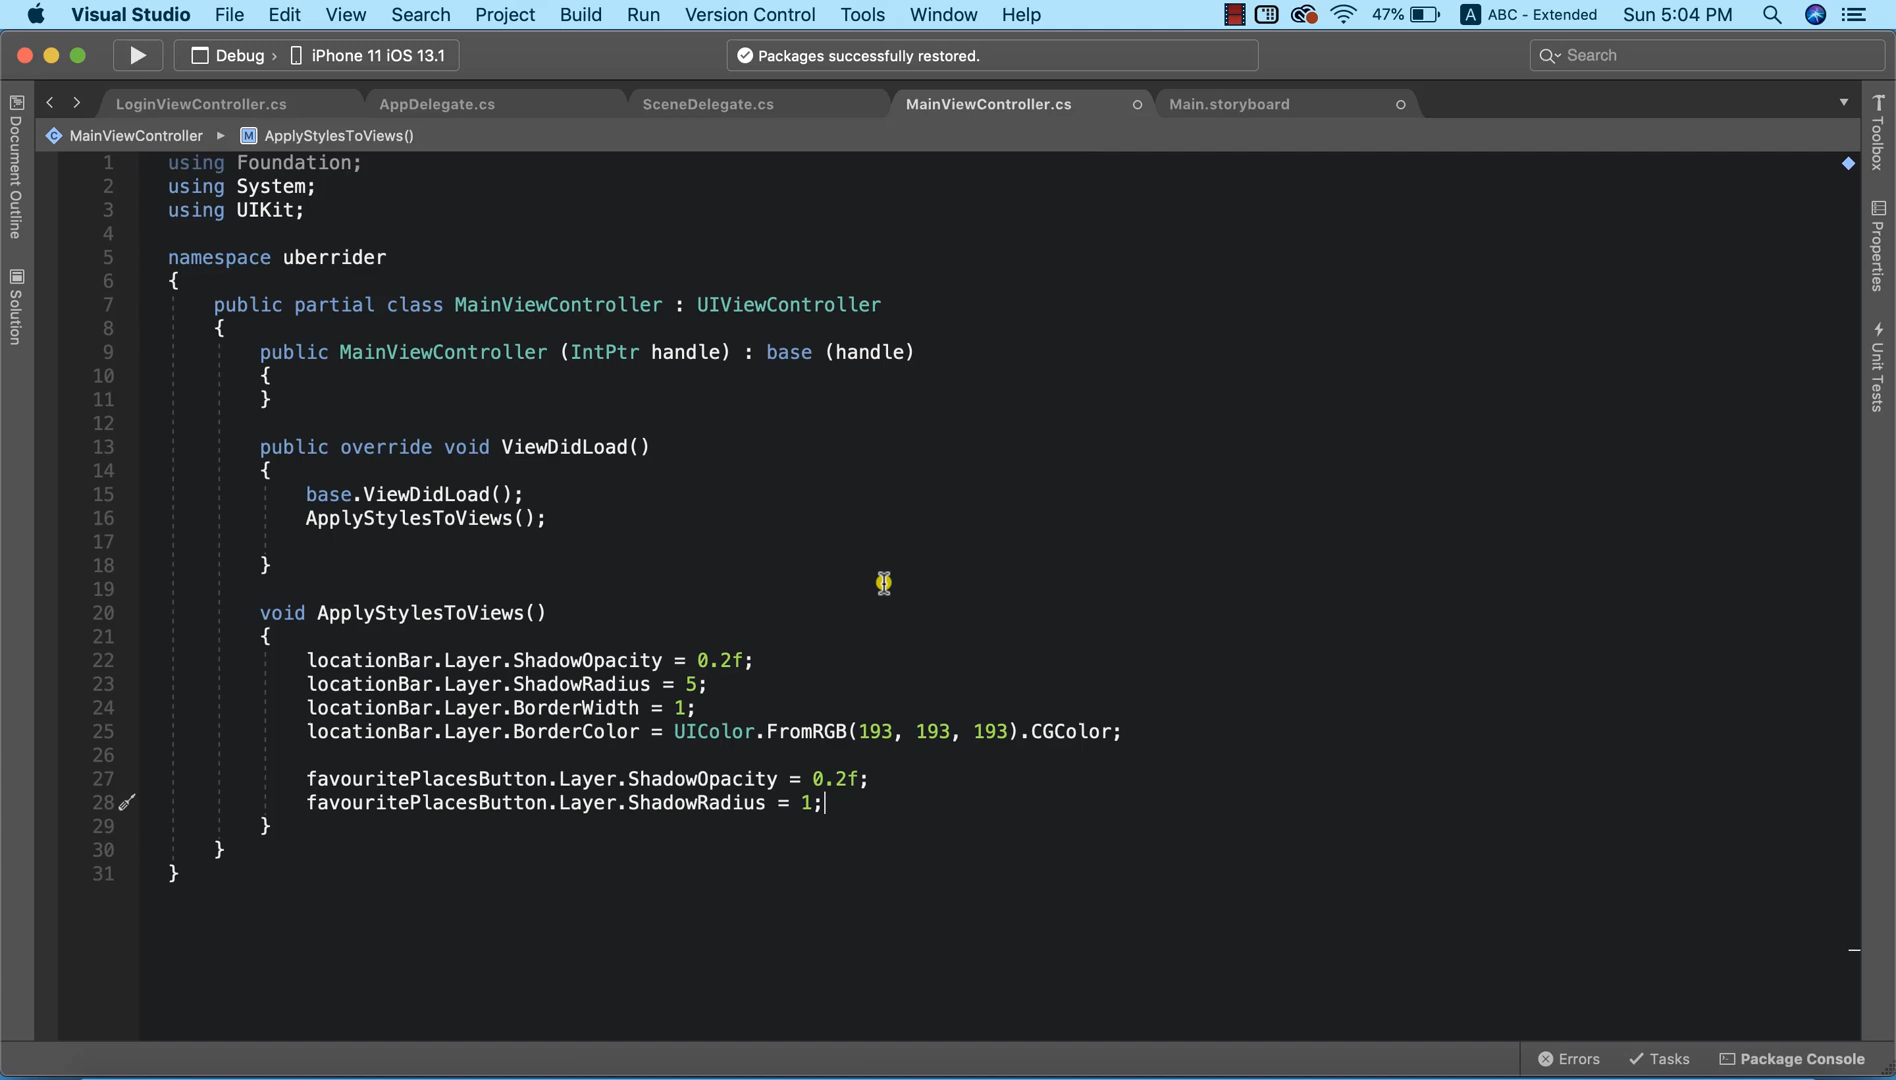 Visual Studio File Edit View Search Project Build Run Version Control Tools Window Help 47% A ABC - Extended Sun 5:04 PM
Debug › iPhone 11 iOS 13.1 Packages successfully restored. Search
LoginViewController.cs AppDelegate.cs SceneDelegate.cs MainViewController.cs Main.storyboard
MainViewController ▸ M ApplyStylesToViews()
Document Outline
Solution
Toolbox
Properties
Unit Tests
1 using Foundation;
2 using System;
3 using UIKit;
4
5 namespace uberrider
6 {
7 public partial class MainViewController : UIViewController
8 {
9 public MainViewController (IntPtr handle) : base (handle)
10 {
11 }
12
13 public override void ViewDidLoad()
14 {
15 base.ViewDidLoad();
16 ApplyStylesToViews();
17
18 }
19
20 void ApplyStylesToViews()
21 {
22 locationBar.Layer.ShadowOpacity = 0.2f;
23 locationBar.Layer.ShadowRadius = 5;
24 locationBar.Layer.BorderWidth = 1;
25 locationBar.Layer.BorderColor = UIColor.FromRGB(193, 193, 193).CGColor;
26
27 favouritePlacesButton.Layer.ShadowOpacity = 0.2f;
28 favouritePlacesButton.Layer.ShadowRadius = 1;
29 }
30 }
31 }
Errors Tasks Package Console